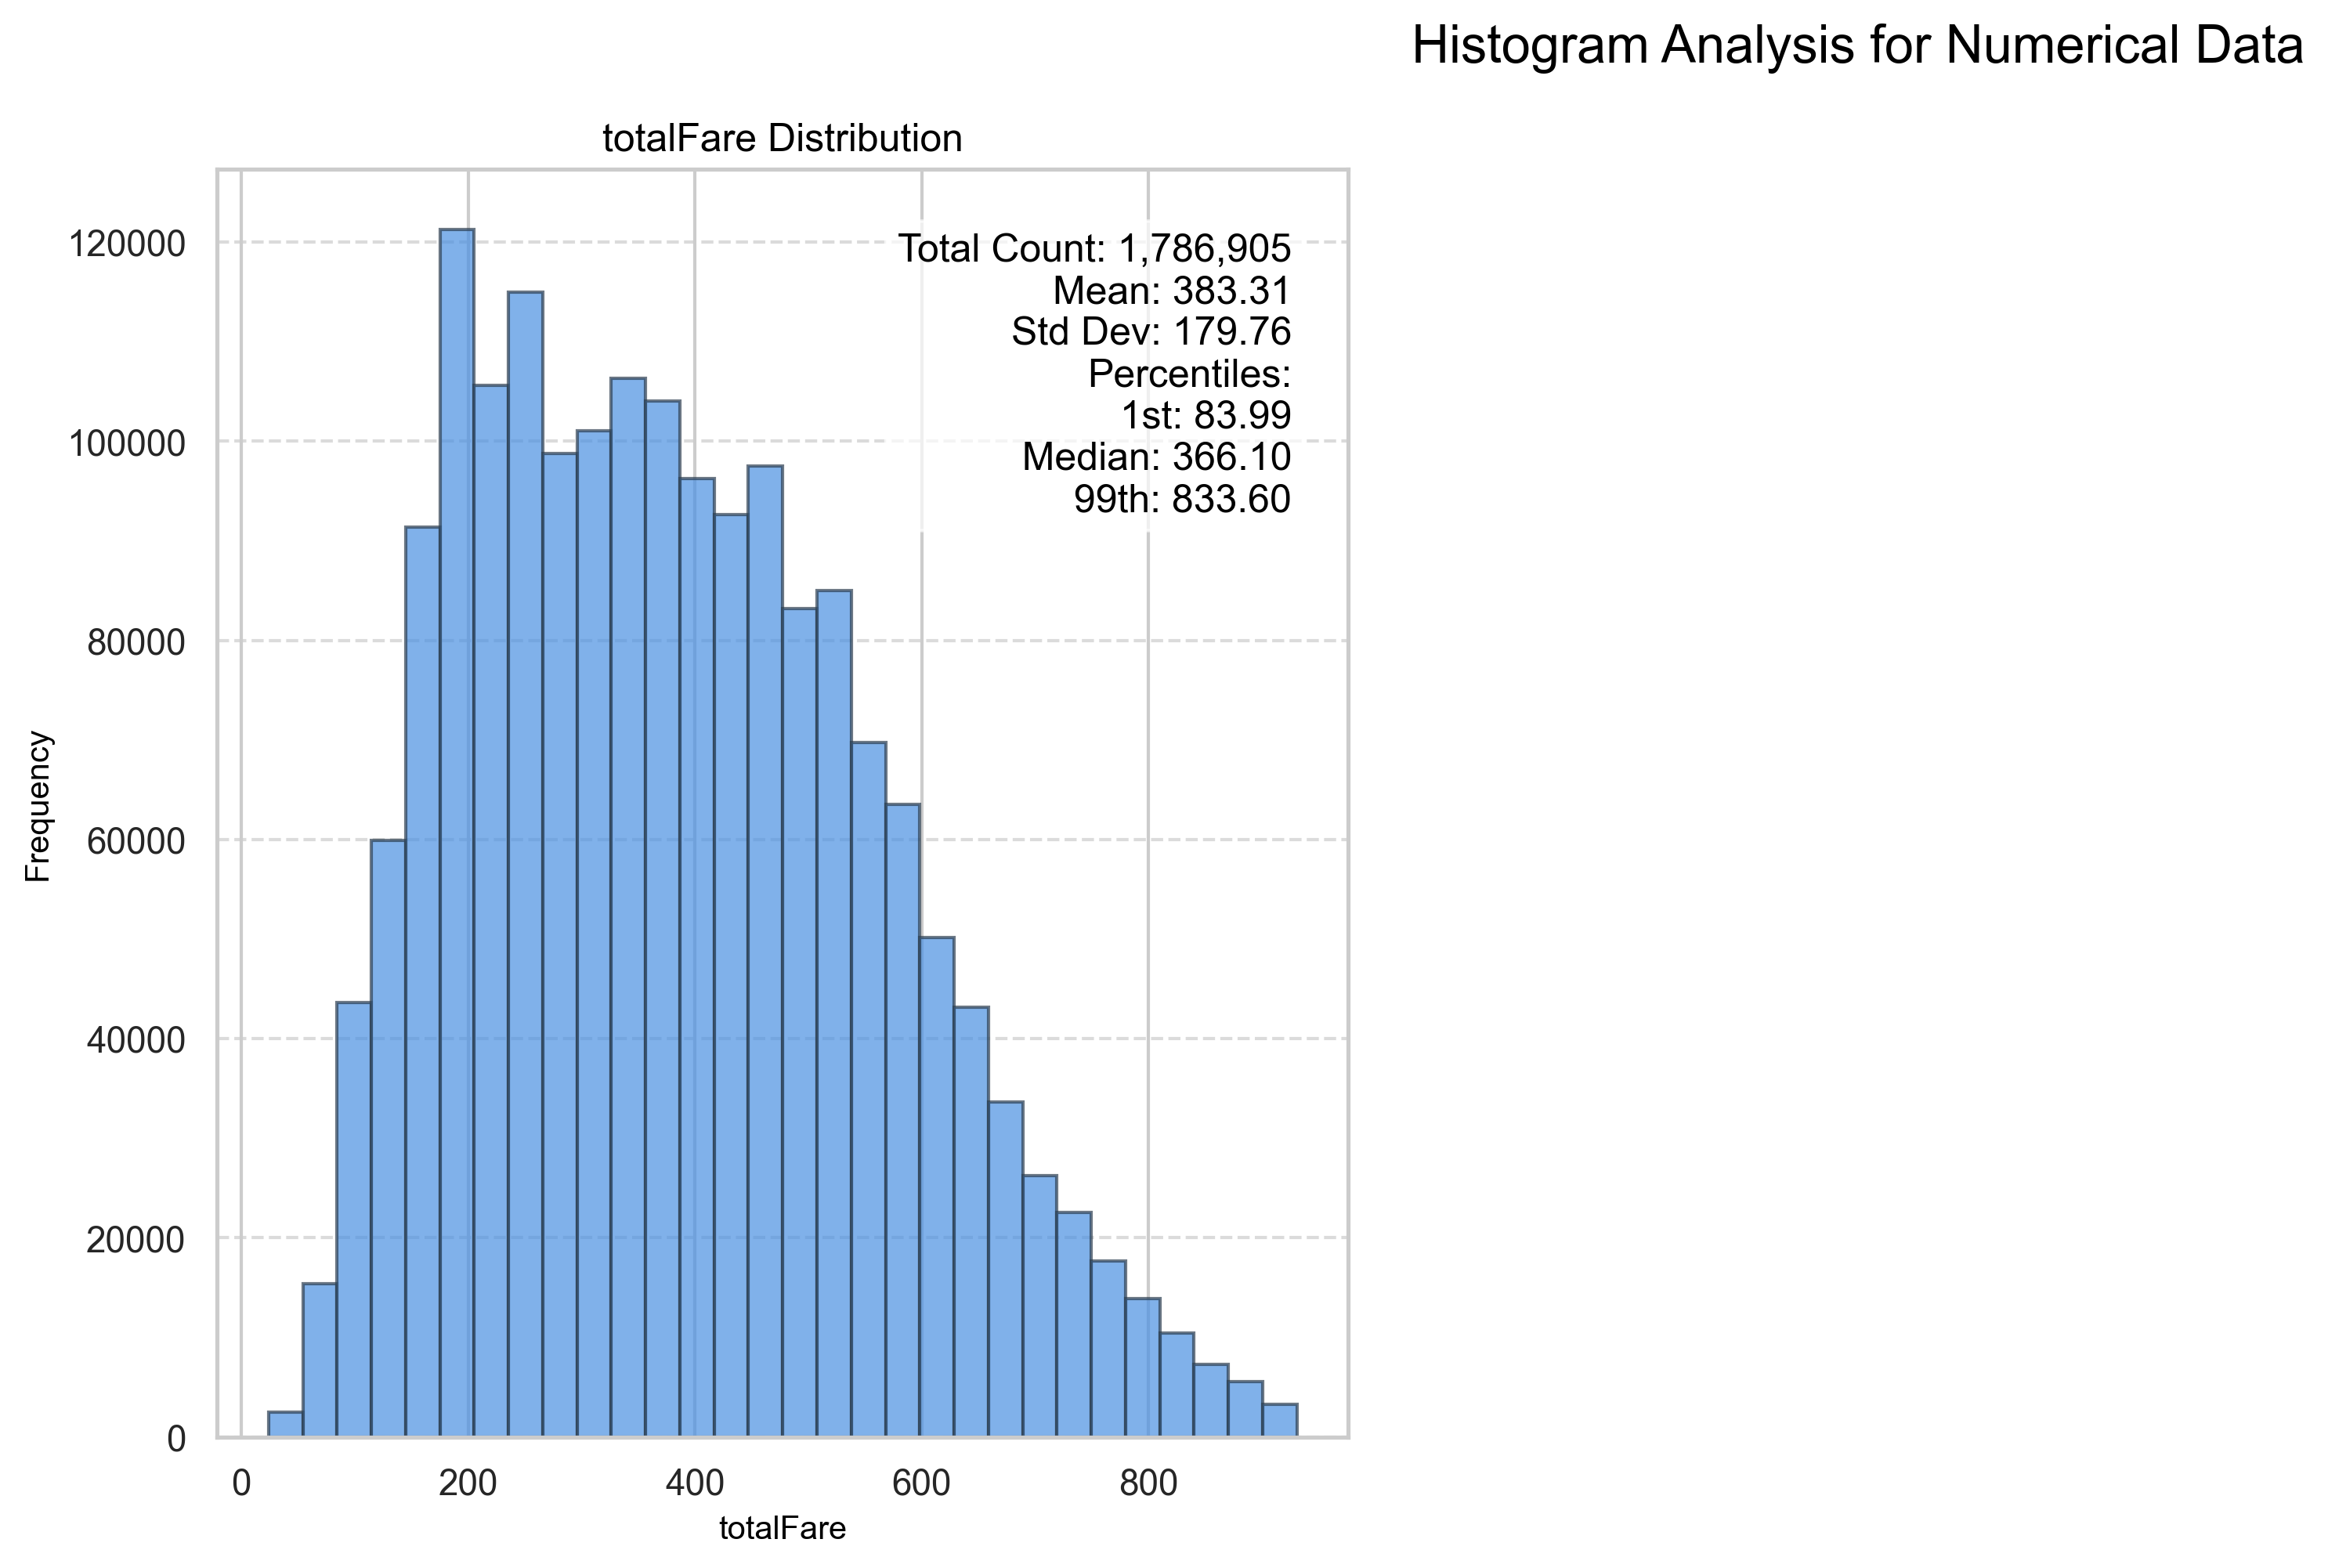 Histogram Analysis for Numerical Data
totalFare Distribution
Total Count: 1,786,905
Mean: 383.31
Std Dev: 179.76
Percentiles:
1st: 83.99
Median: 366.10
99th: 833.60
120000
100000
80000
60000
40000
20000
0
Frequency
0 200 400 600 800
totalFare